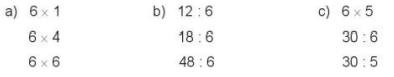 a) 6 × 1 b) 12 : 6 c) 6 × 5
6 × 4 18 : 6 30 : 6
6 × 6 48 : 6 30 : 5